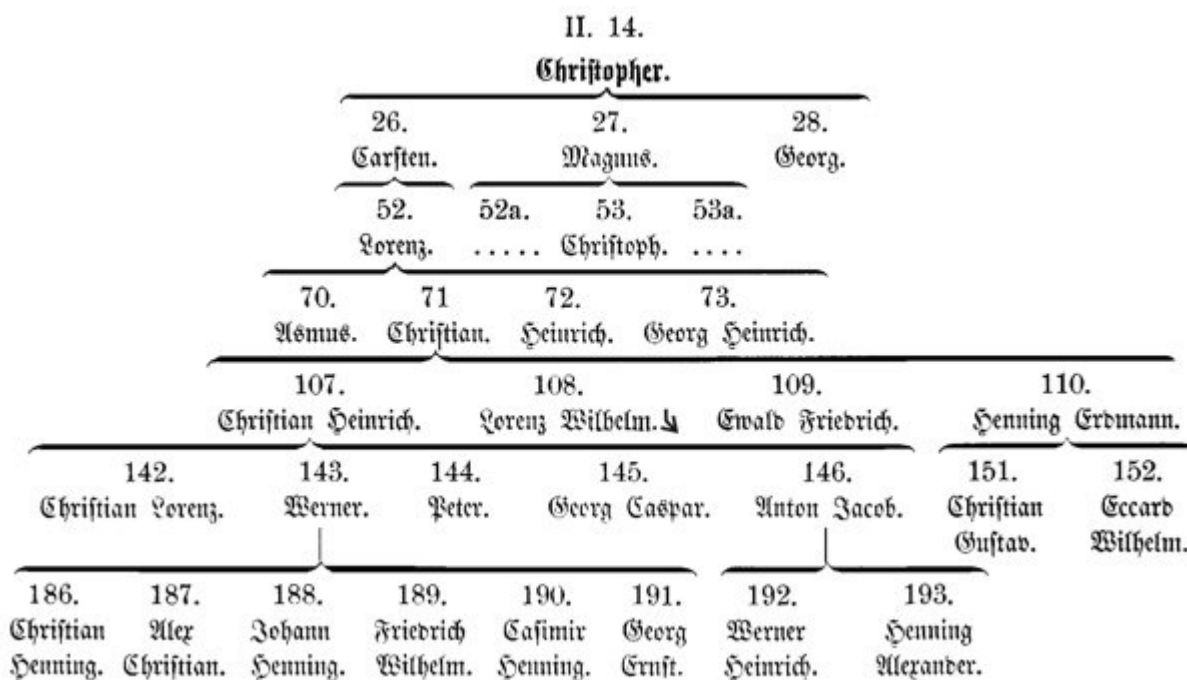 II. 14.
Christopher.
26. 27. 28.
Carsten. Magnus. Georg.
52. 52a. 53. 53a.
Lorenz. ..... Christoph. ....
70. 71 72. 73.
Asmus. Christian. Heinrich. Georg Heinrich.
107. 108. 109. 110.
Christian Heinrich. Lorenz Wilhelm. Ewald Friedrich. Henning Erdmann.
142. 143. 144. 145. 146. 151. 152.
Christian Lorenz. Werner. Peter. Georg Caspar. Anton Jacob. Christian Eccard
Gustav. Wilhelm.
186. 187. 188. 189. 190. 191. 192. 193.
Christian Alex Johann Friedrich Casimir Georg Werner Henning
Henning. Christian. Henning. Wilhelm. Henning. Ernst. Heinrich. Alexander.